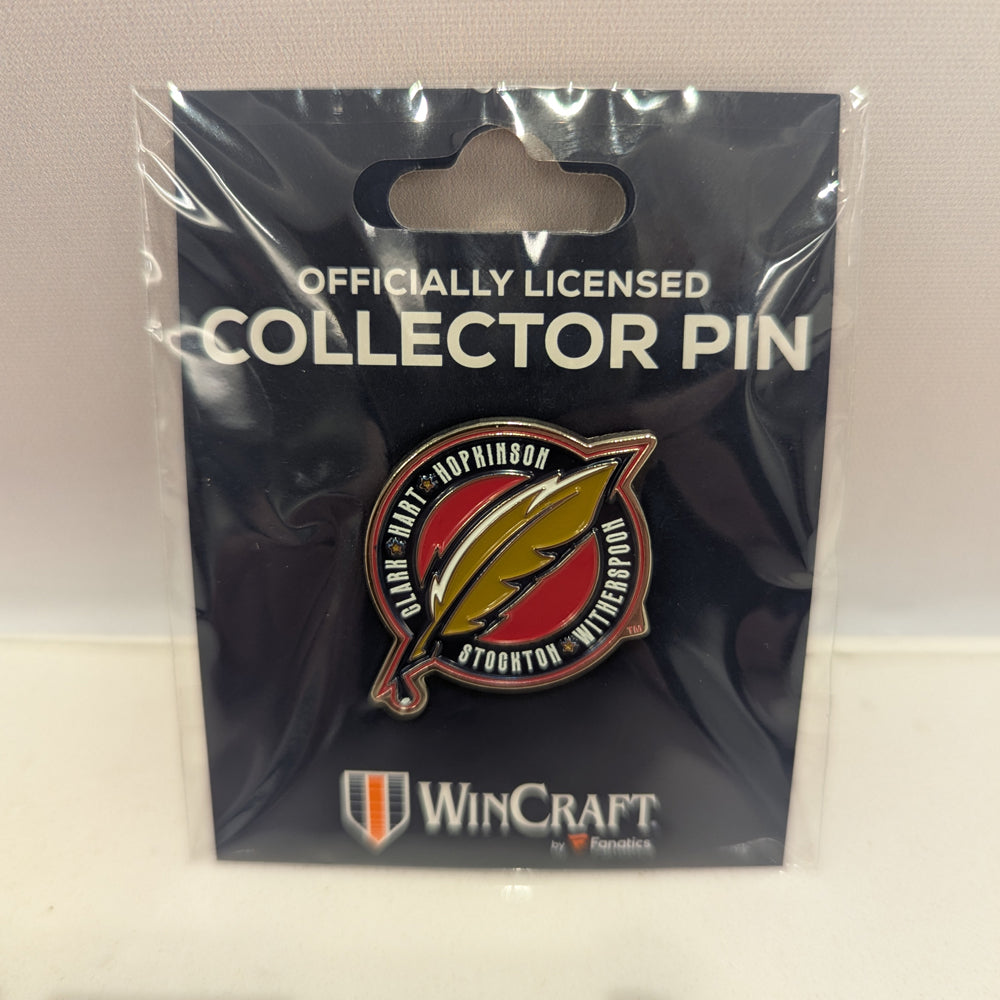 OFFICIALLY LICENSED
COLLECTOR PIN
CLARK HART HOPKINSON
STOCKTON WITHERSPOON
TM
WINCRAFT
by Fanatics